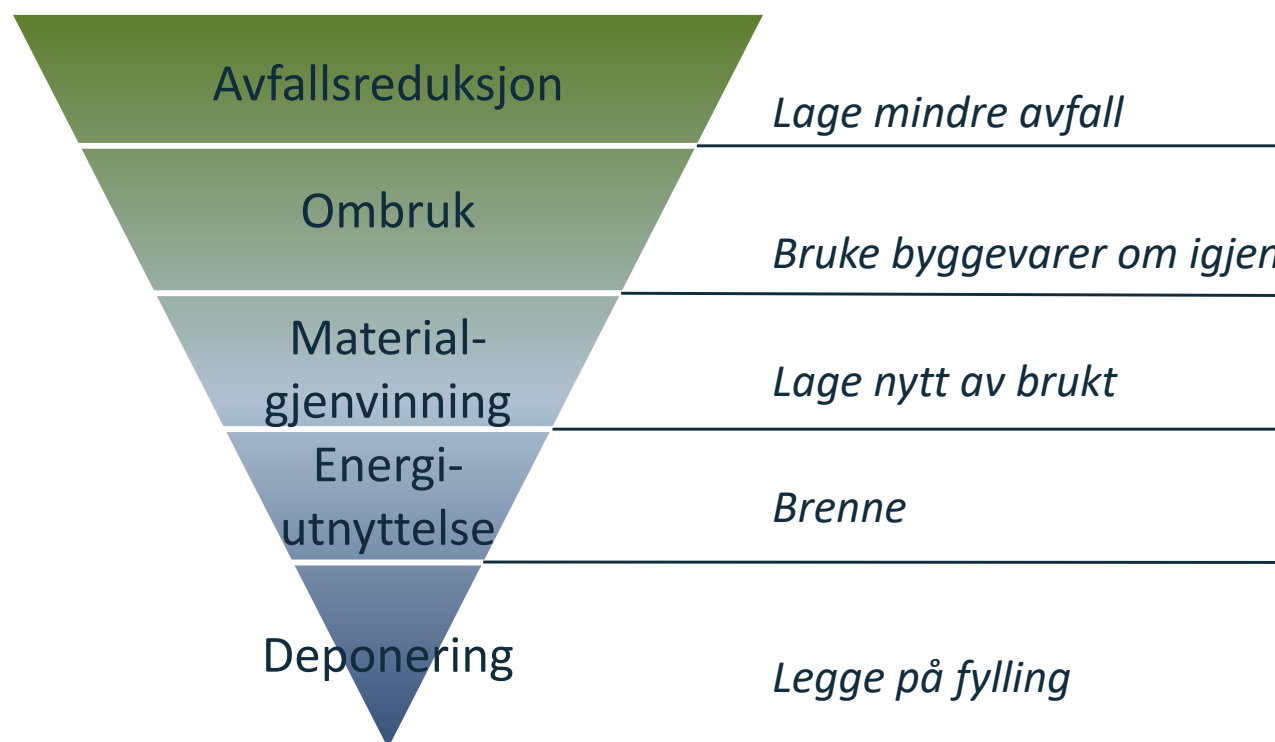 Avfallsreduksjon
Lage mindre avfall
Ombruk
Bruke byggevarer om igjen
Material-
gjenvinning
Lage nytt av brukt
Energi-
utnyttelse
Brenne
Deponering
Legge på fylling